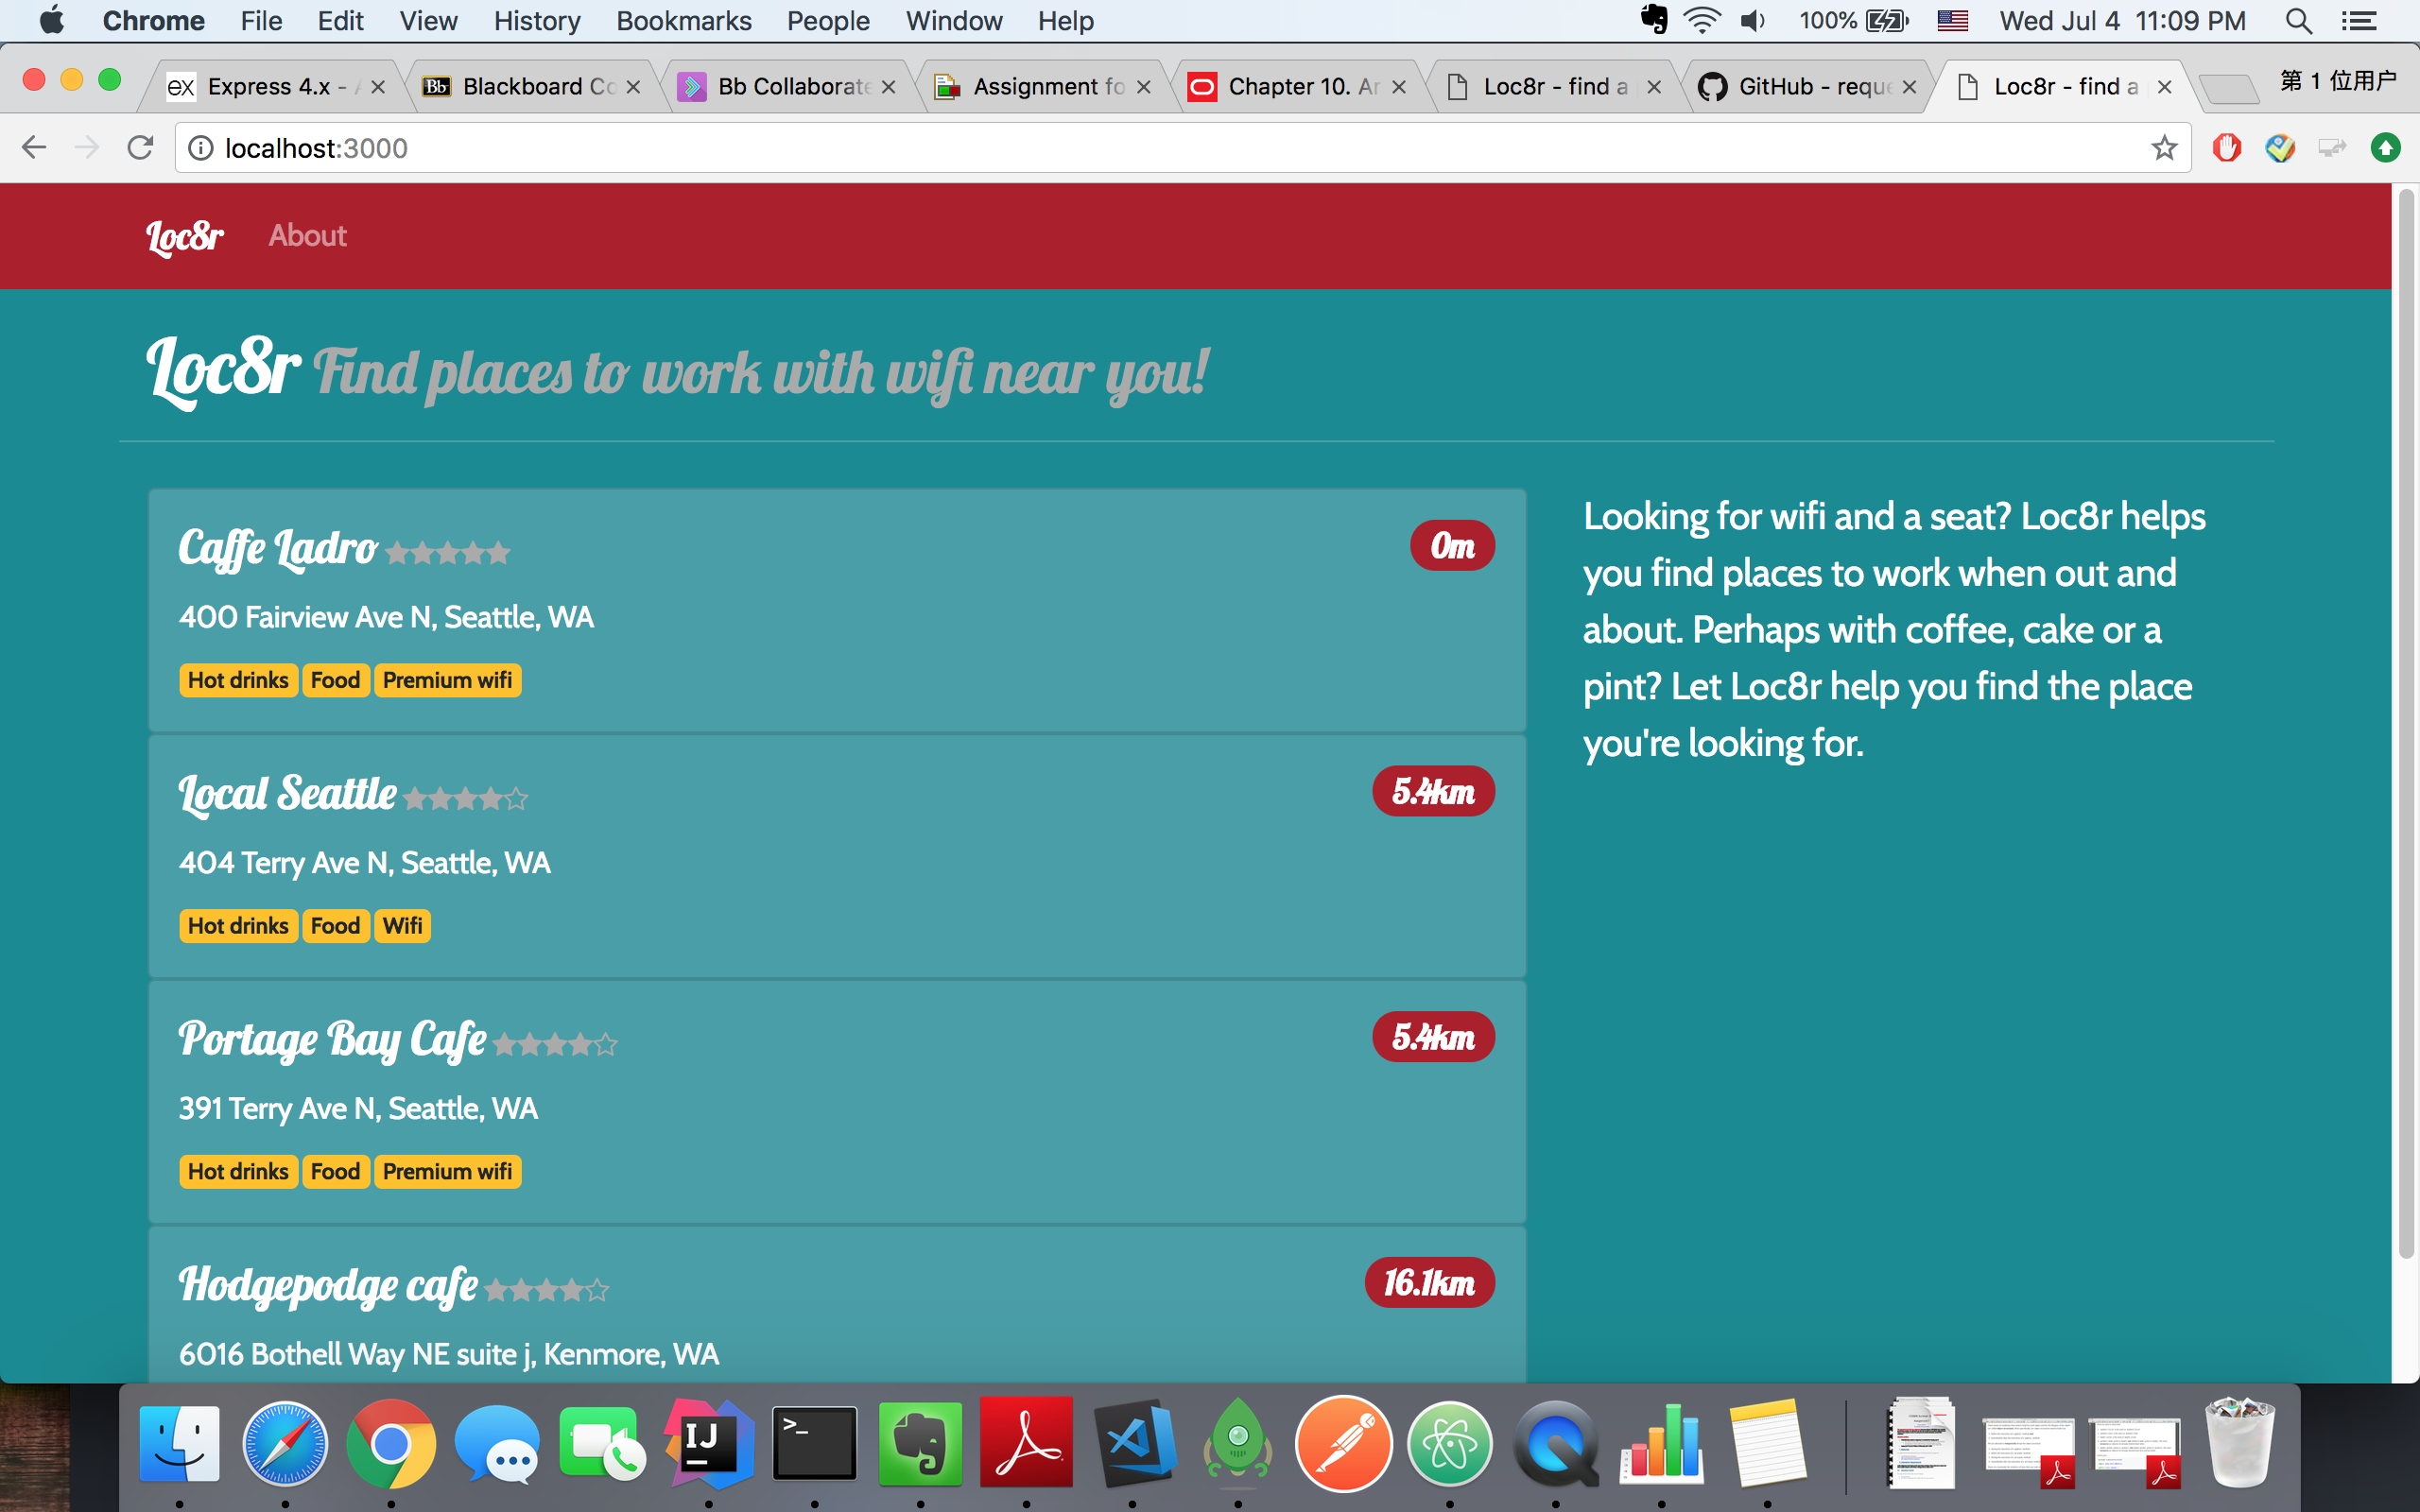 Chrome File Edit View History Bookmarks People Window Help 100% Wed Jul 4 11:09 PM
Express 4.x - Blackboard Co Bb Collaborate Assignment fo Chapter 10. Loc8r - find a GitHub - reque Loc8r - find a 第 1 位用户
localhost:3000
Loc8r About
Loc8r Find places to work with wifi near you!
Caffe Ladro 0m
400 Fairview Ave N, Seattle, WA
Hot drinks Food Premium wifi
Local Seattle 5.4km
404 Terry Ave N, Seattle, WA
Hot drinks Food Wifi
Portage Bay Cafe 5.4km
391 Terry Ave N, Seattle, WA
Hot drinks Food Premium wifi
Hodgepodge cafe 16.1km
6016 Bothell Way NE suite j, Kenmore, WA
Looking for wifi and a seat? Loc8r helps
you find places to work when out and
about. Perhaps with coffee, cake or a
pint? Let Loc8r help you find the place
you're looking for.